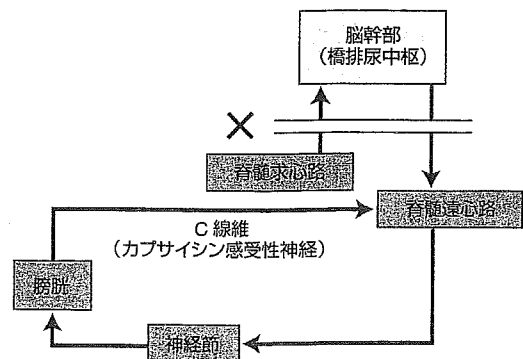 脳幹部
（橋排尿中枢）
×
脊髄求心路
脊髄遠心路
C 線維
（カプサイシン感受性神経）
膀胱
神経節